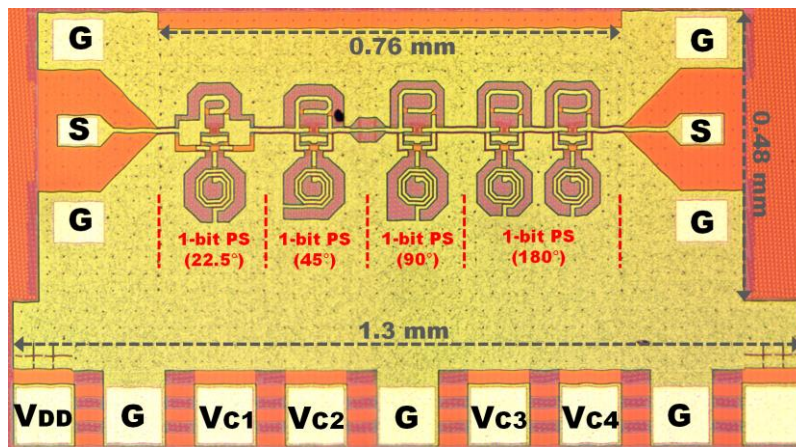 G
0.76 mm
G
S
S
0.48 mm
G
G
1-bit PS
(22.5°)
1-bit PS
(45°)
1-bit PS
(90°)
1-bit PS
(180°)
1.3 mm
VDD
G
VC1
VC2
G
VC3
VC4
G